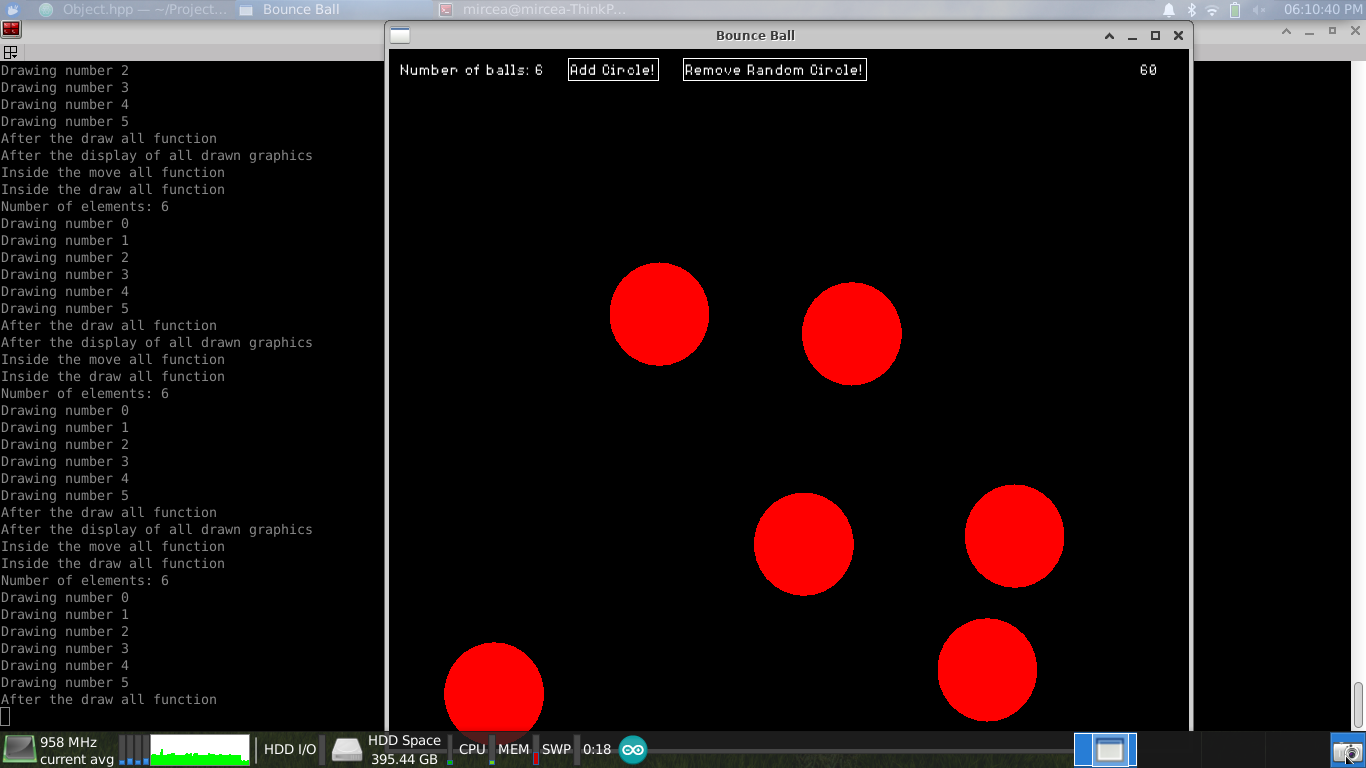 Object.hpp — ~/Project...
Bounce Ball
mircea@mircea-ThinkP...
06:10:40 PM
Bounce Ball
Number of balls: 6
Add Circle!
Remove Random Circle!
60
Drawing number 2
Drawing number 3
Drawing number 4
Drawing number 5
After the draw all function
After the display of all drawn graphics
Inside the move all function
Inside the draw all function
Number of elements: 6
Drawing number 0
Drawing number 1
Drawing number 2
Drawing number 3
Drawing number 4
Drawing number 5
After the draw all function
After the display of all drawn graphics
Inside the move all function
Inside the draw all function
Number of elements: 6
Drawing number 0
Drawing number 1
Drawing number 2
Drawing number 3
Drawing number 4
Drawing number 5
After the draw all function
After the display of all drawn graphics
Inside the move all function
Inside the draw all function
Number of elements: 6
Drawing number 0
Drawing number 1
Drawing number 2
Drawing number 3
Drawing number 4
Drawing number 5
After the draw all function
958 MHz
current avg
HDD I/O
HDD Space
395.44 GB
CPU
MEM
SWP
0:18